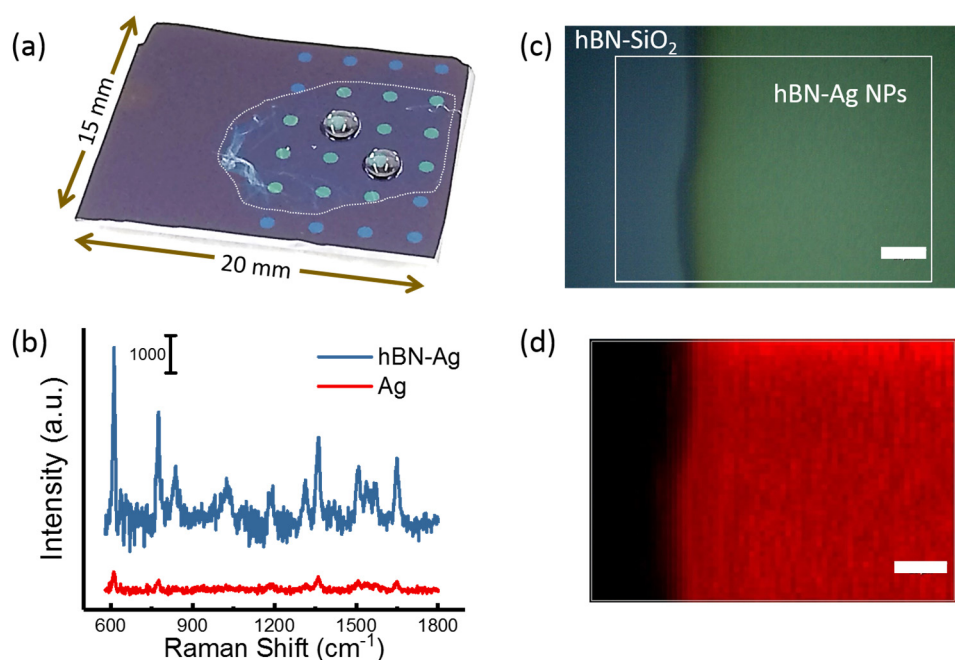 (a)
15 mm
20 mm
(b)
1000
hBN-Ag
Ag
Intensity (a.u.)
600 900 1200 1500 1800
Raman Shift (cm⁻¹)
(c)
hBN-SiO₂
hBN-Ag NPs
(d)